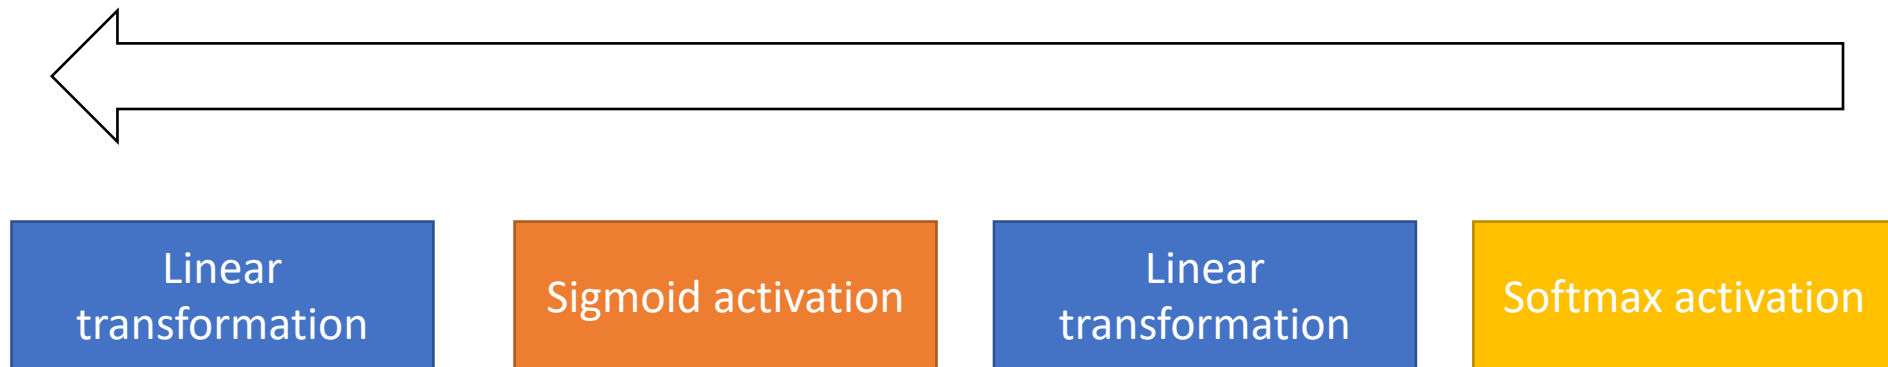 Linear
transformation
Sigmoid activation
Linear
transformation
Softmax activation